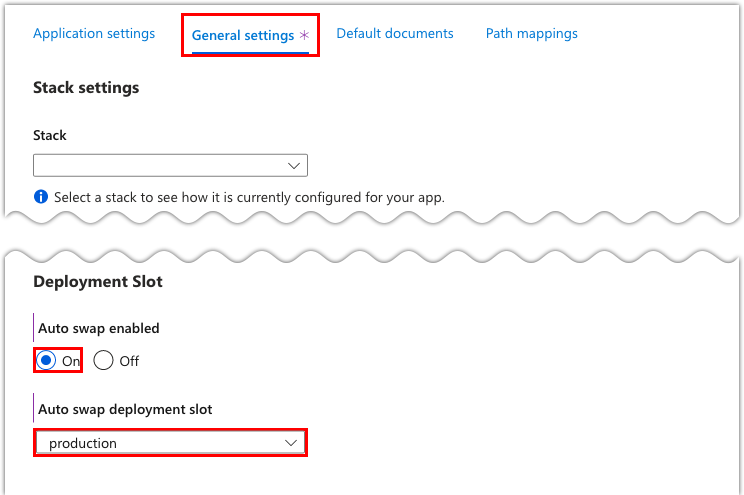 Application settings General settings * Default documents Path mappings
Stack settings
Stack
Select a stack to see how it is currently configured for your app.
Deployment Slot
Auto swap enabled
On Off
Auto swap deployment slot
production